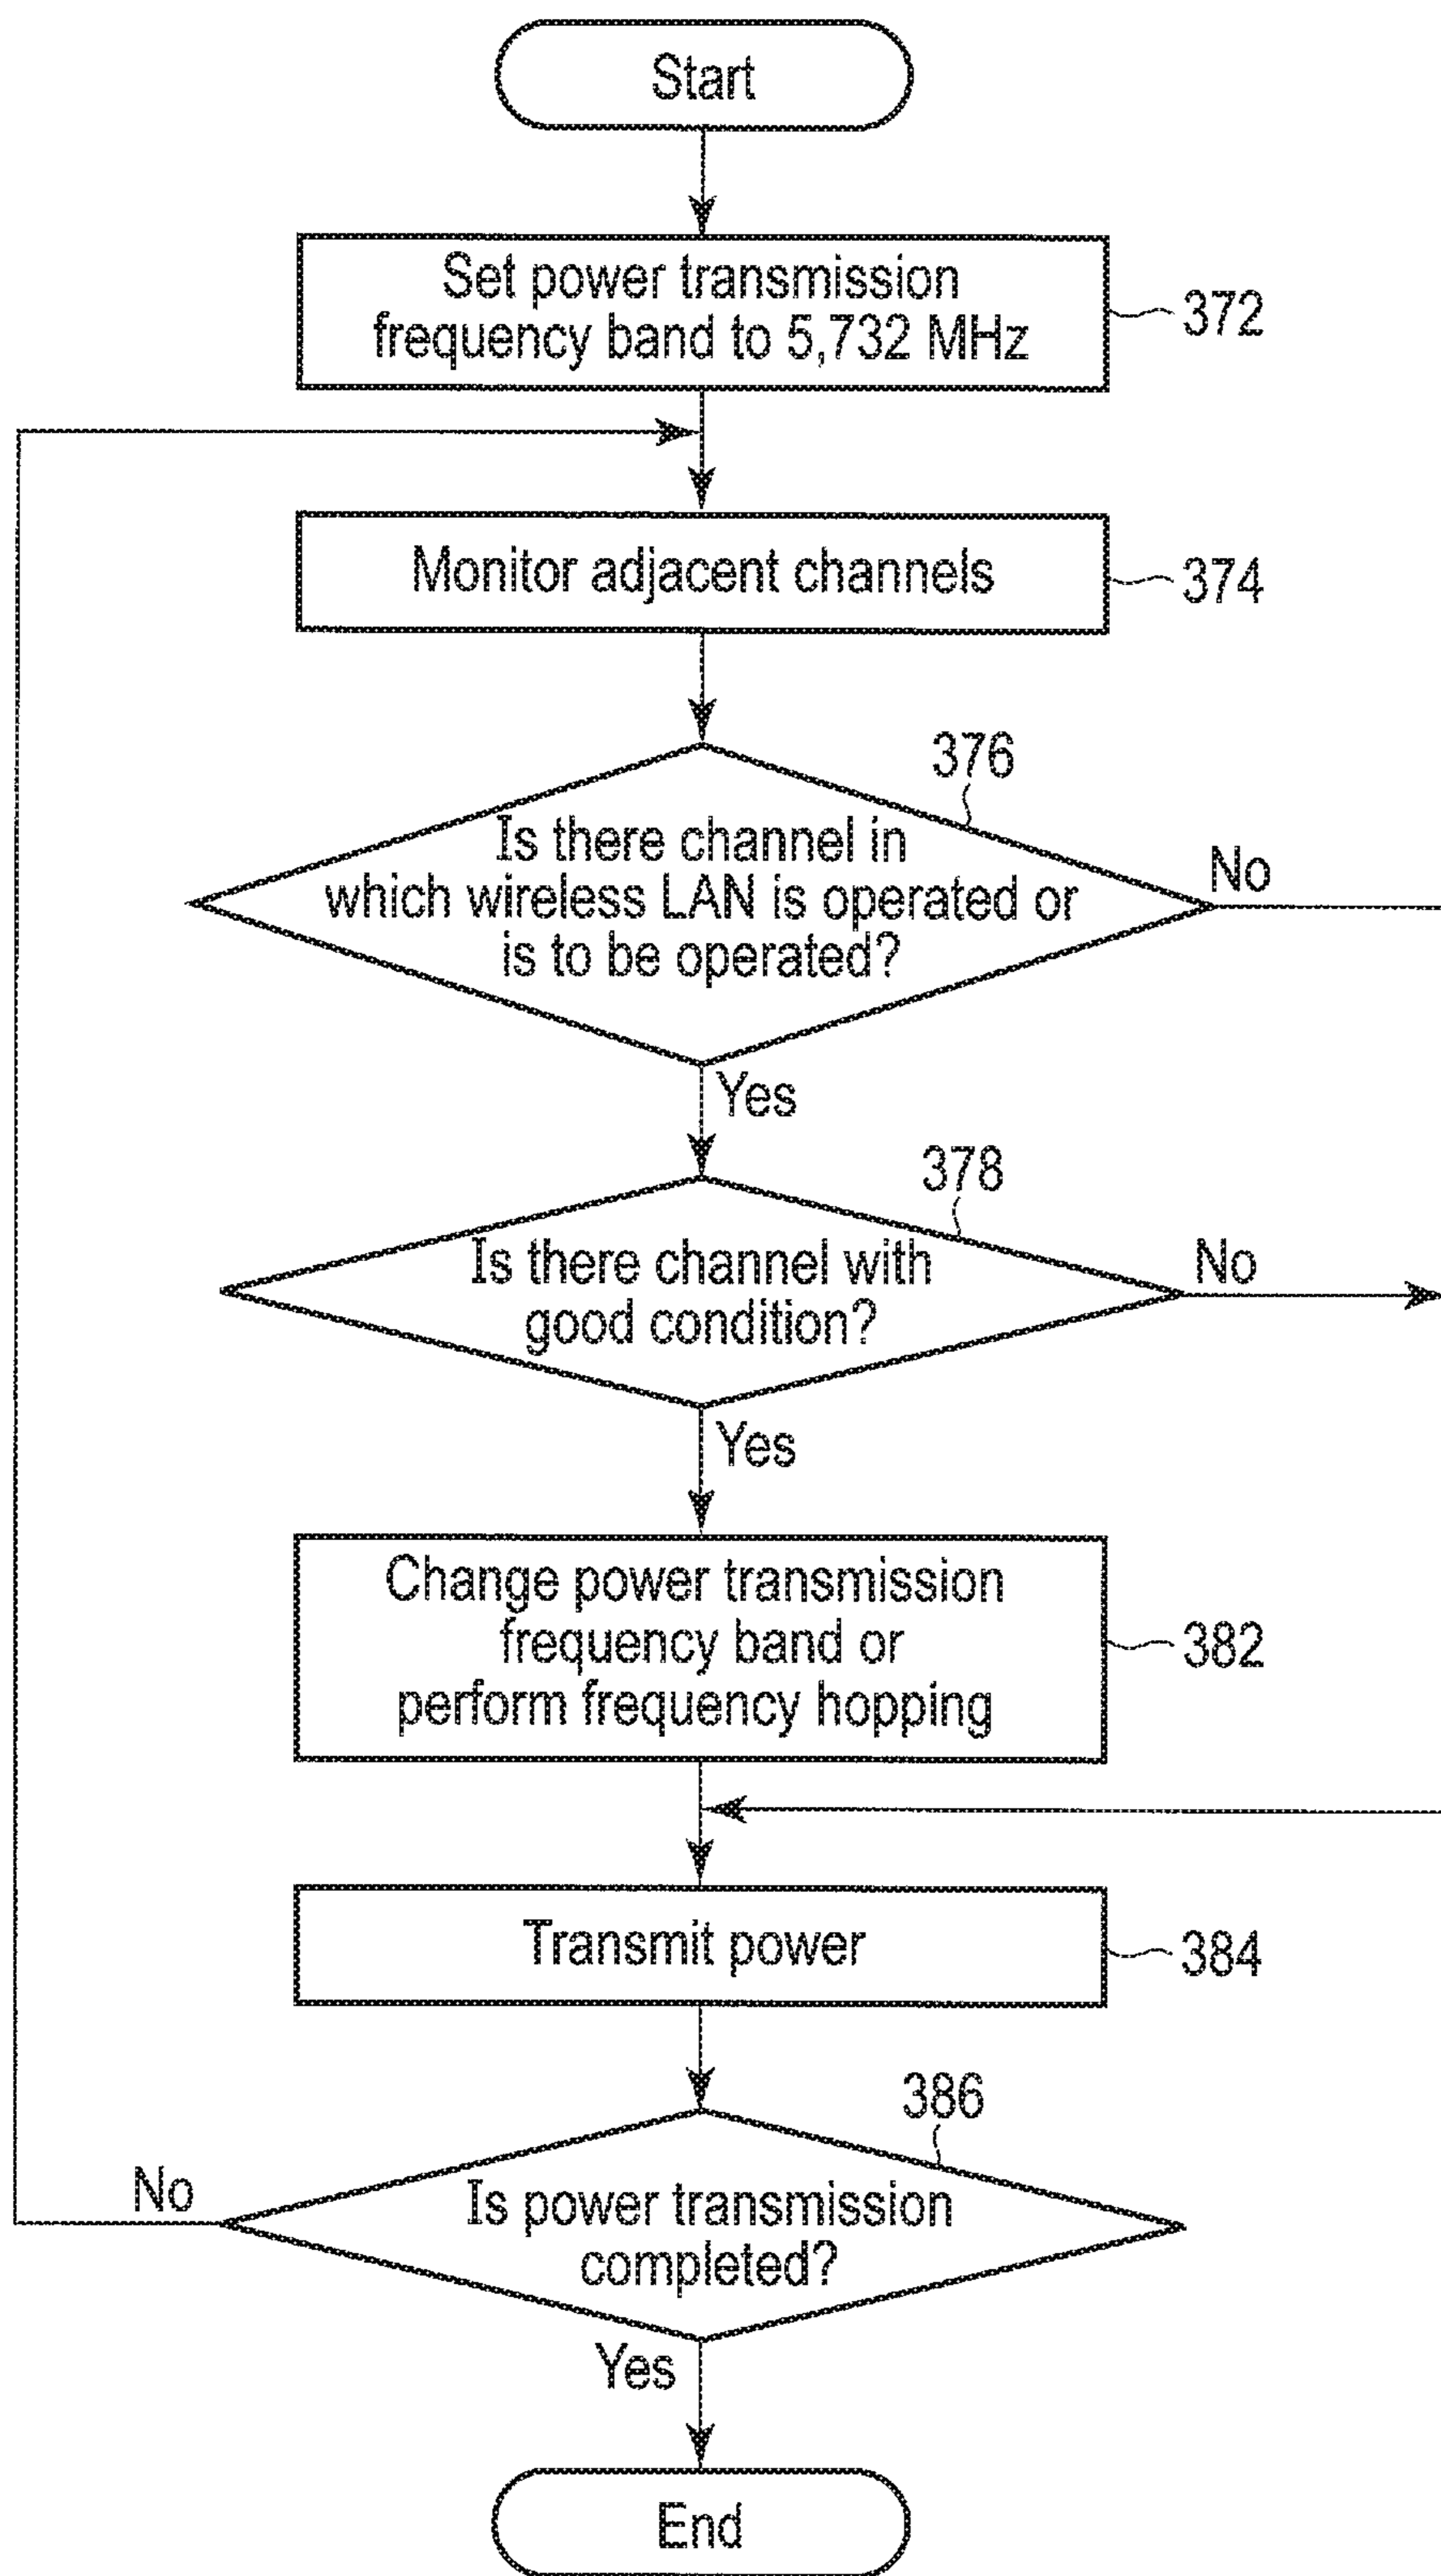 Start
Set power transmission
frequency band to 5,732 MHz
372
Monitor adjacent channels
374
376
Is there channel in
which wireless LAN is operated or
is to be operated?
No
Yes
378
Is there channel with
good condition?
No
Yes
Change power transmission
frequency band or
perform frequency hopping
382
Transmit power
384
386
Is power transmission
completed?
No
Yes
End